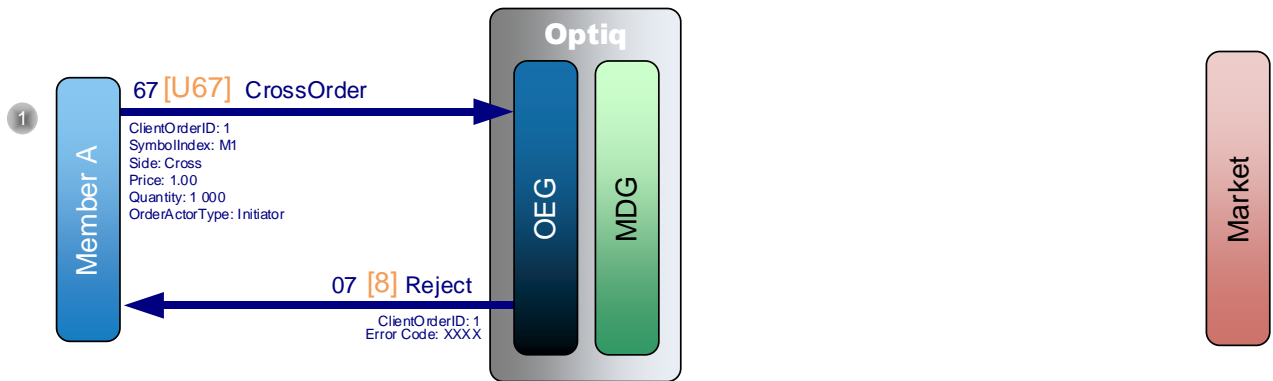 Optiq
67 [U67] CrossOrder
1
ClientOrderID: 1
SymbolIndex: M1
Side: Cross
Price: 1.00
Quantity: 1 000
OrderActorType: Initiator
Member A
OEG
MDG
Market
07 [8] Reject
ClientOrderID: 1
Error Code: XXXX